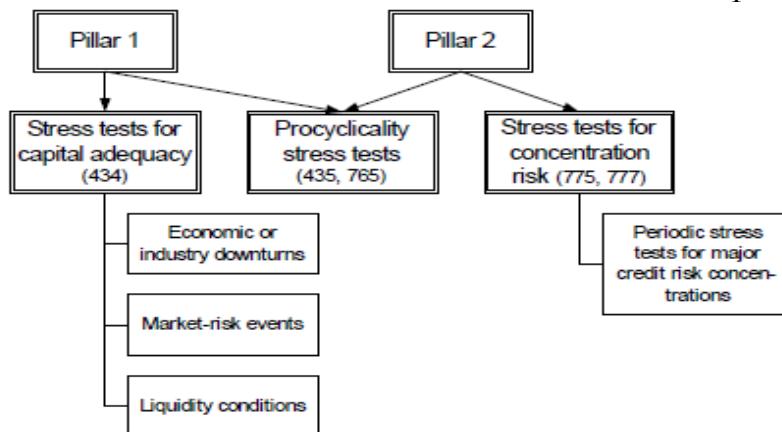 Pillar 1
Pillar 2
Stress tests for
capital adequacy
(434)
Procyclicality
stress tests
(435, 765)
Stress tests for
concentration
risk (775, 777)
Economic or
industry downturns
Market-risk events
Liquidity conditions
Periodic stress
tests for major
credit risk concen-
trations